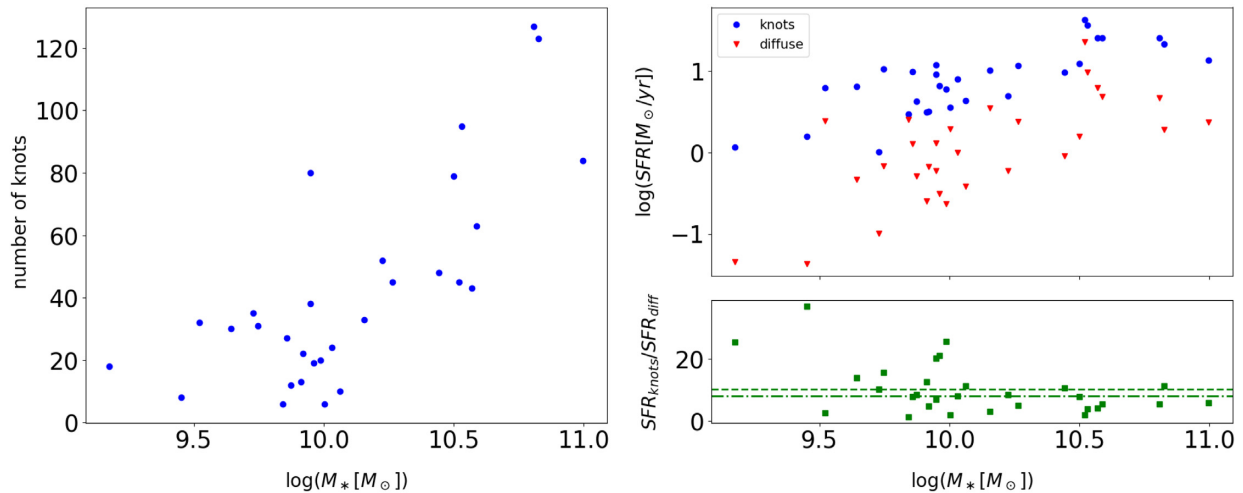 number of knots
120
100
80
60
40
20
0
9.5 10.0 10.5 11.0
log(M∗[M⊙])
knots
diffuse
log(SFR[M⊙/yr])
1
0
−1
SFR_knots/SFR_diff
20
0
9.5 10.0 10.5 11.0
log(M∗[M⊙])